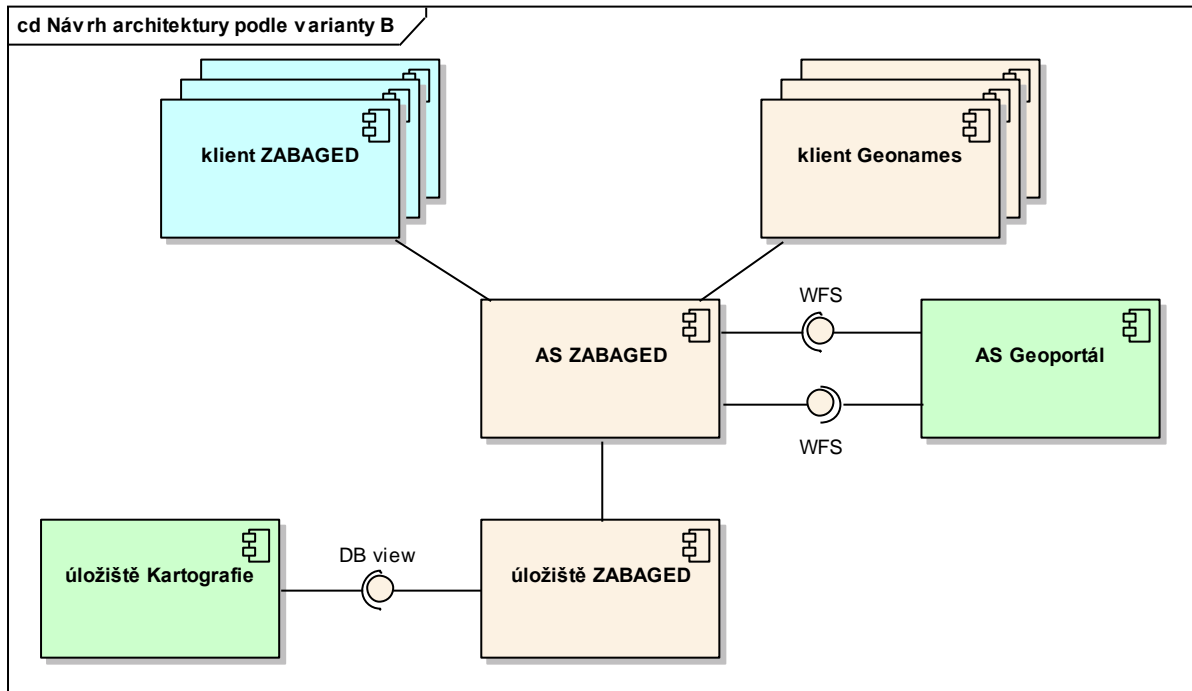 cd Návrh architektury podle varianty B
klient ZABAGED
klient Geonames
WFS
AS ZABAGED
AS Geoportál
WFS
DB view
úložiště Kartografie
úložiště ZABAGED